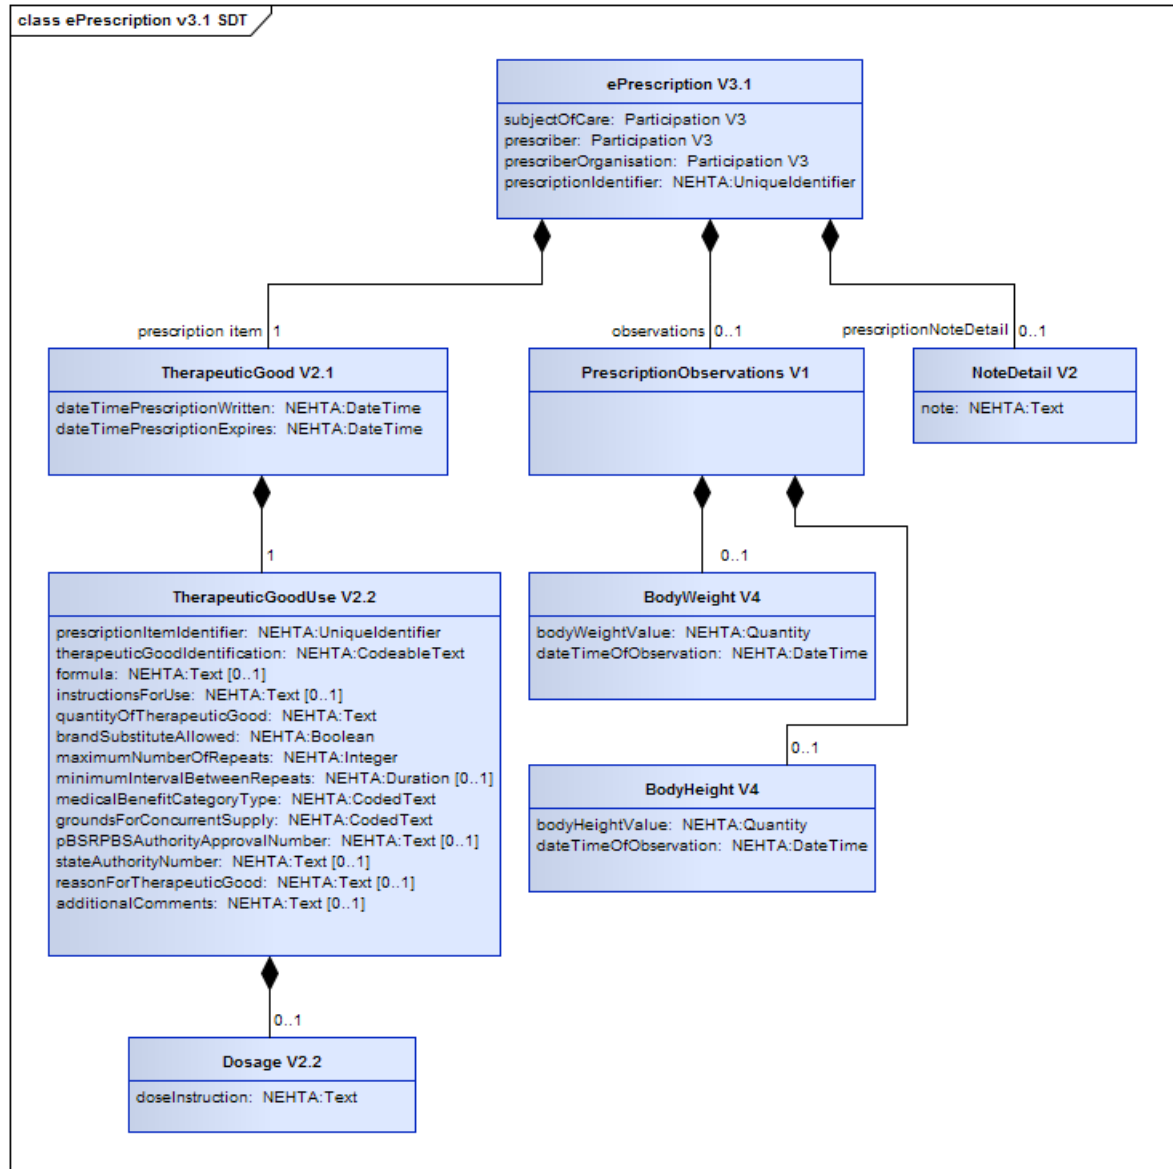 class ePrescription v3.1 SDT
ePrescription V3.1
subjectOfCare: Participation V3
prescriber: Participation V3
prescriberOrganisation: Participation V3
prescriptionIdentifier: NEHTA:UniqueIdentifier
prescription item 1
observations 0..1
prescriptionNoteDetail 0..1
TherapeuticGood V2.1
dateTimePrescriptionWritten: NEHTA:DateTime
dateTimePrescriptionExpires: NEHTA:DateTime
PrescriptionObservations V1
NoteDetail V2
note: NEHTA:Text
1
0..1
TherapeuticGoodUse V2.2
prescriptionItemIdentifier: NEHTA:UniqueIdentifier
therapeuticGoodIdentification: NEHTA:CodeableText
formula: NEHTA:Text [0..1]
instructionsForUse: NEHTA:Text [0..1]
quantityOfTherapeuticGood: NEHTA:Text
brandSubstituteAllowed: NEHTA:Boolean
maximumNumberOfRepeats: NEHTA:Integer
minimumIntervalBetweenRepeats: NEHTA:Duration [0..1]
medicalBenefitCategoryType: NEHTA:CodedText
groundsForConcurrentSupply: NEHTA:CodedText
pBSRPBSAuthorityApprovalNumber: NEHTA:Text [0..1]
stateAuthorityNumber: NEHTA:Text [0..1]
reasonForTherapeuticGood: NEHTA:Text [0..1]
additionalComments: NEHTA:Text [0..1]
BodyWeight V4
bodyWeightValue: NEHTA:Quantity
dateTimeOfObservation: NEHTA:DateTime
0..1
BodyHeight V4
bodyHeightValue: NEHTA:Quantity
dateTimeOfObservation: NEHTA:DateTime
0..1
Dosage V2.2
doseInstruction: NEHTA:Text